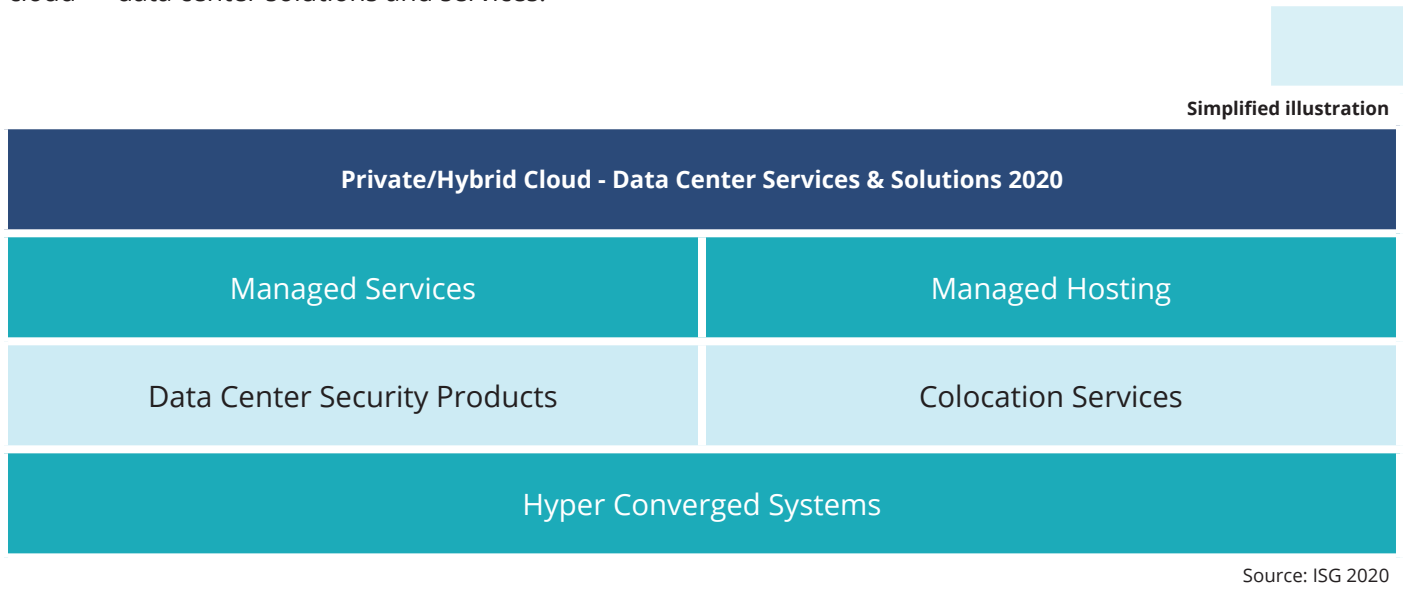 Simplified illustration
Private/Hybrid Cloud - Data Center Services & Solutions 2020
Managed Services
Managed Hosting
Data Center Security Products
Colocation Services
Hyper Converged Systems
Source: ISG 2020